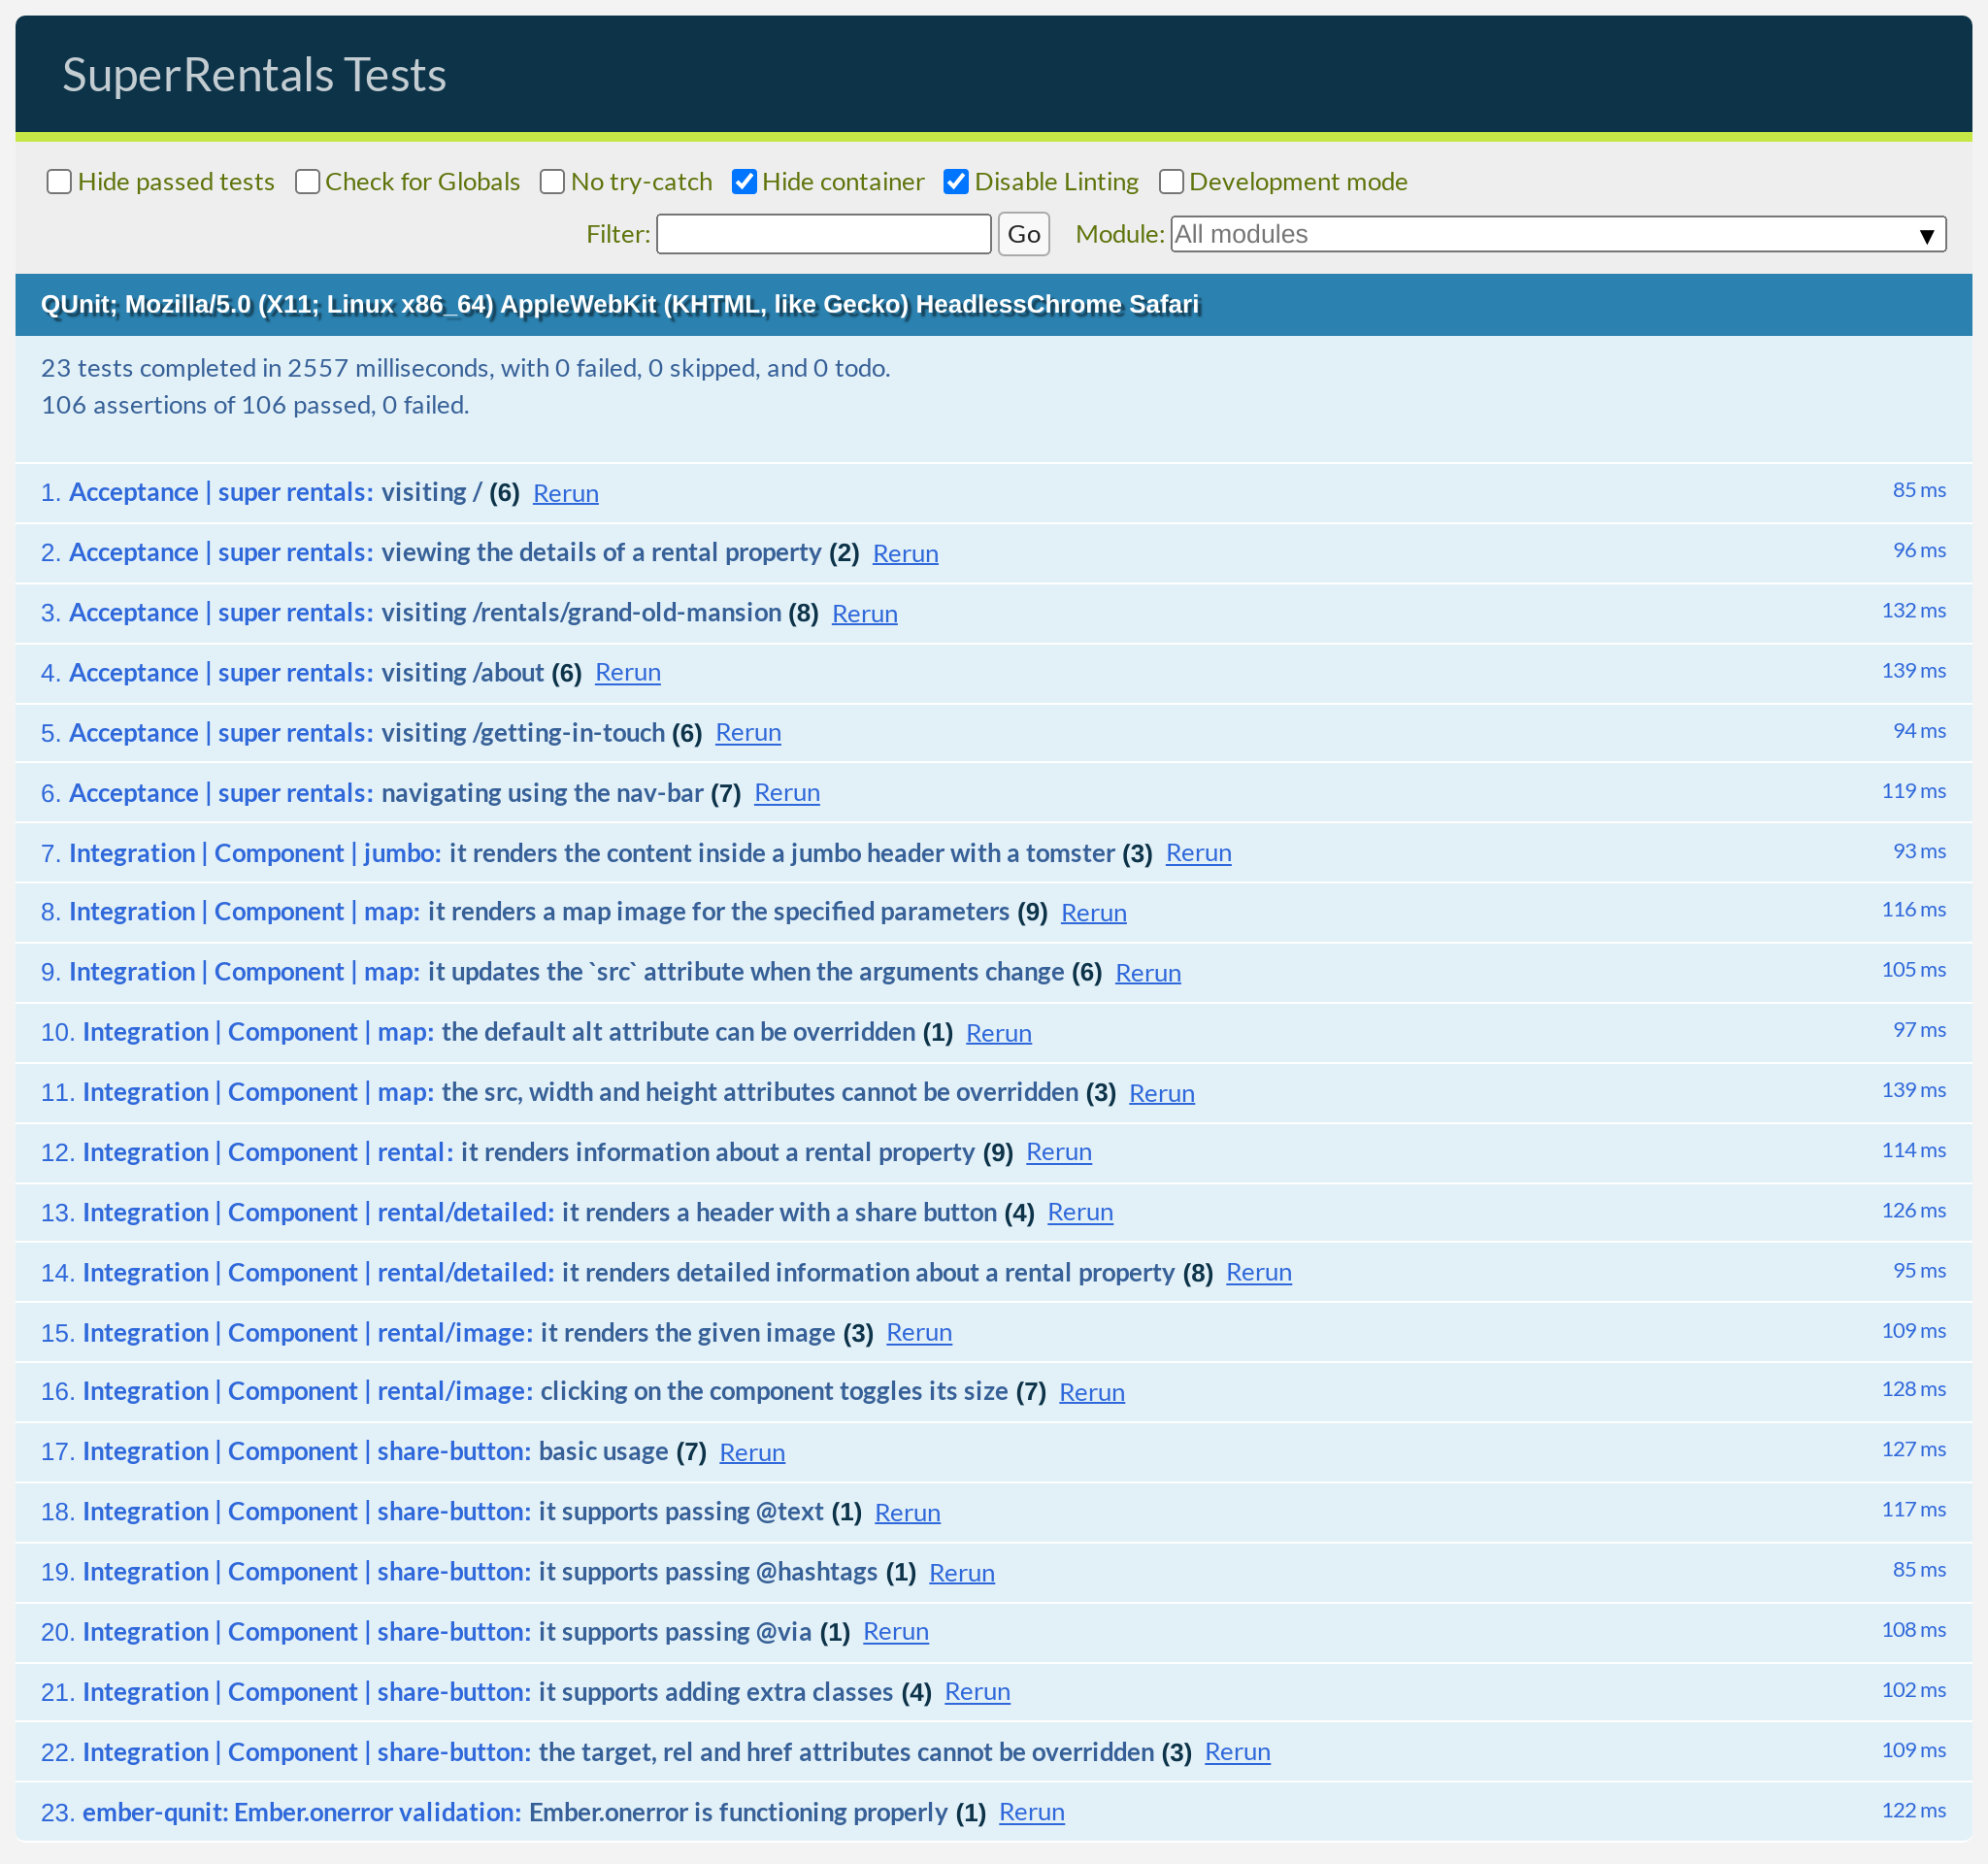 SuperRentals Tests
Hide passed tests Check for Globals No try-catch Hide container Disable Linting Development mode
Filter: Go Module: All modules ▼
QUnit; Mozilla/5.0 (X11; Linux x86_64) AppleWebKit (KHTML, like Gecko) HeadlessChrome Safari
23 tests completed in 2557 milliseconds, with 0 failed, 0 skipped, and 0 todo.
106 assertions of 106 passed, 0 failed.
1. Acceptance | super rentals: visiting / (6) Rerun 85 ms
2. Acceptance | super rentals: viewing the details of a rental property (2) Rerun 96 ms
3. Acceptance | super rentals: visiting /rentals/grand-old-mansion (8) Rerun 132 ms
4. Acceptance | super rentals: visiting /about (6) Rerun 139 ms
5. Acceptance | super rentals: visiting /getting-in-touch (6) Rerun 94 ms
6. Acceptance | super rentals: navigating using the nav-bar (7) Rerun 119 ms
7. Integration | Component | jumbo: it renders the content inside a jumbo header with a tomster (3) Rerun 93 ms
8. Integration | Component | map: it renders a map image for the specified parameters (9) Rerun 116 ms
9. Integration | Component | map: it updates the `src` attribute when the arguments change (6) Rerun 105 ms
10. Integration | Component | map: the default alt attribute can be overridden (1) Rerun 97 ms
11. Integration | Component | map: the src, width and height attributes cannot be overridden (3) Rerun 139 ms
12. Integration | Component | rental: it renders information about a rental property (9) Rerun 114 ms
13. Integration | Component | rental/detailed: it renders a header with a share button (4) Rerun 126 ms
14. Integration | Component | rental/detailed: it renders detailed information about a rental property (8) Rerun 95 ms
15. Integration | Component | rental/image: it renders the given image (3) Rerun 109 ms
16. Integration | Component | rental/image: clicking on the component toggles its size (7) Rerun 128 ms
17. Integration | Component | share-button: basic usage (7) Rerun 127 ms
18. Integration | Component | share-button: it supports passing @text (1) Rerun 117 ms
19. Integration | Component | share-button: it supports passing @hashtags (1) Rerun 85 ms
20. Integration | Component | share-button: it supports passing @via (1) Rerun 108 ms
21. Integration | Component | share-button: it supports adding extra classes (4) Rerun 102 ms
22. Integration | Component | share-button: the target, rel and href attributes cannot be overridden (3) Rerun 109 ms
23. ember-qunit: Ember.onerror validation: Ember.onerror is functioning properly (1) Rerun 122 ms